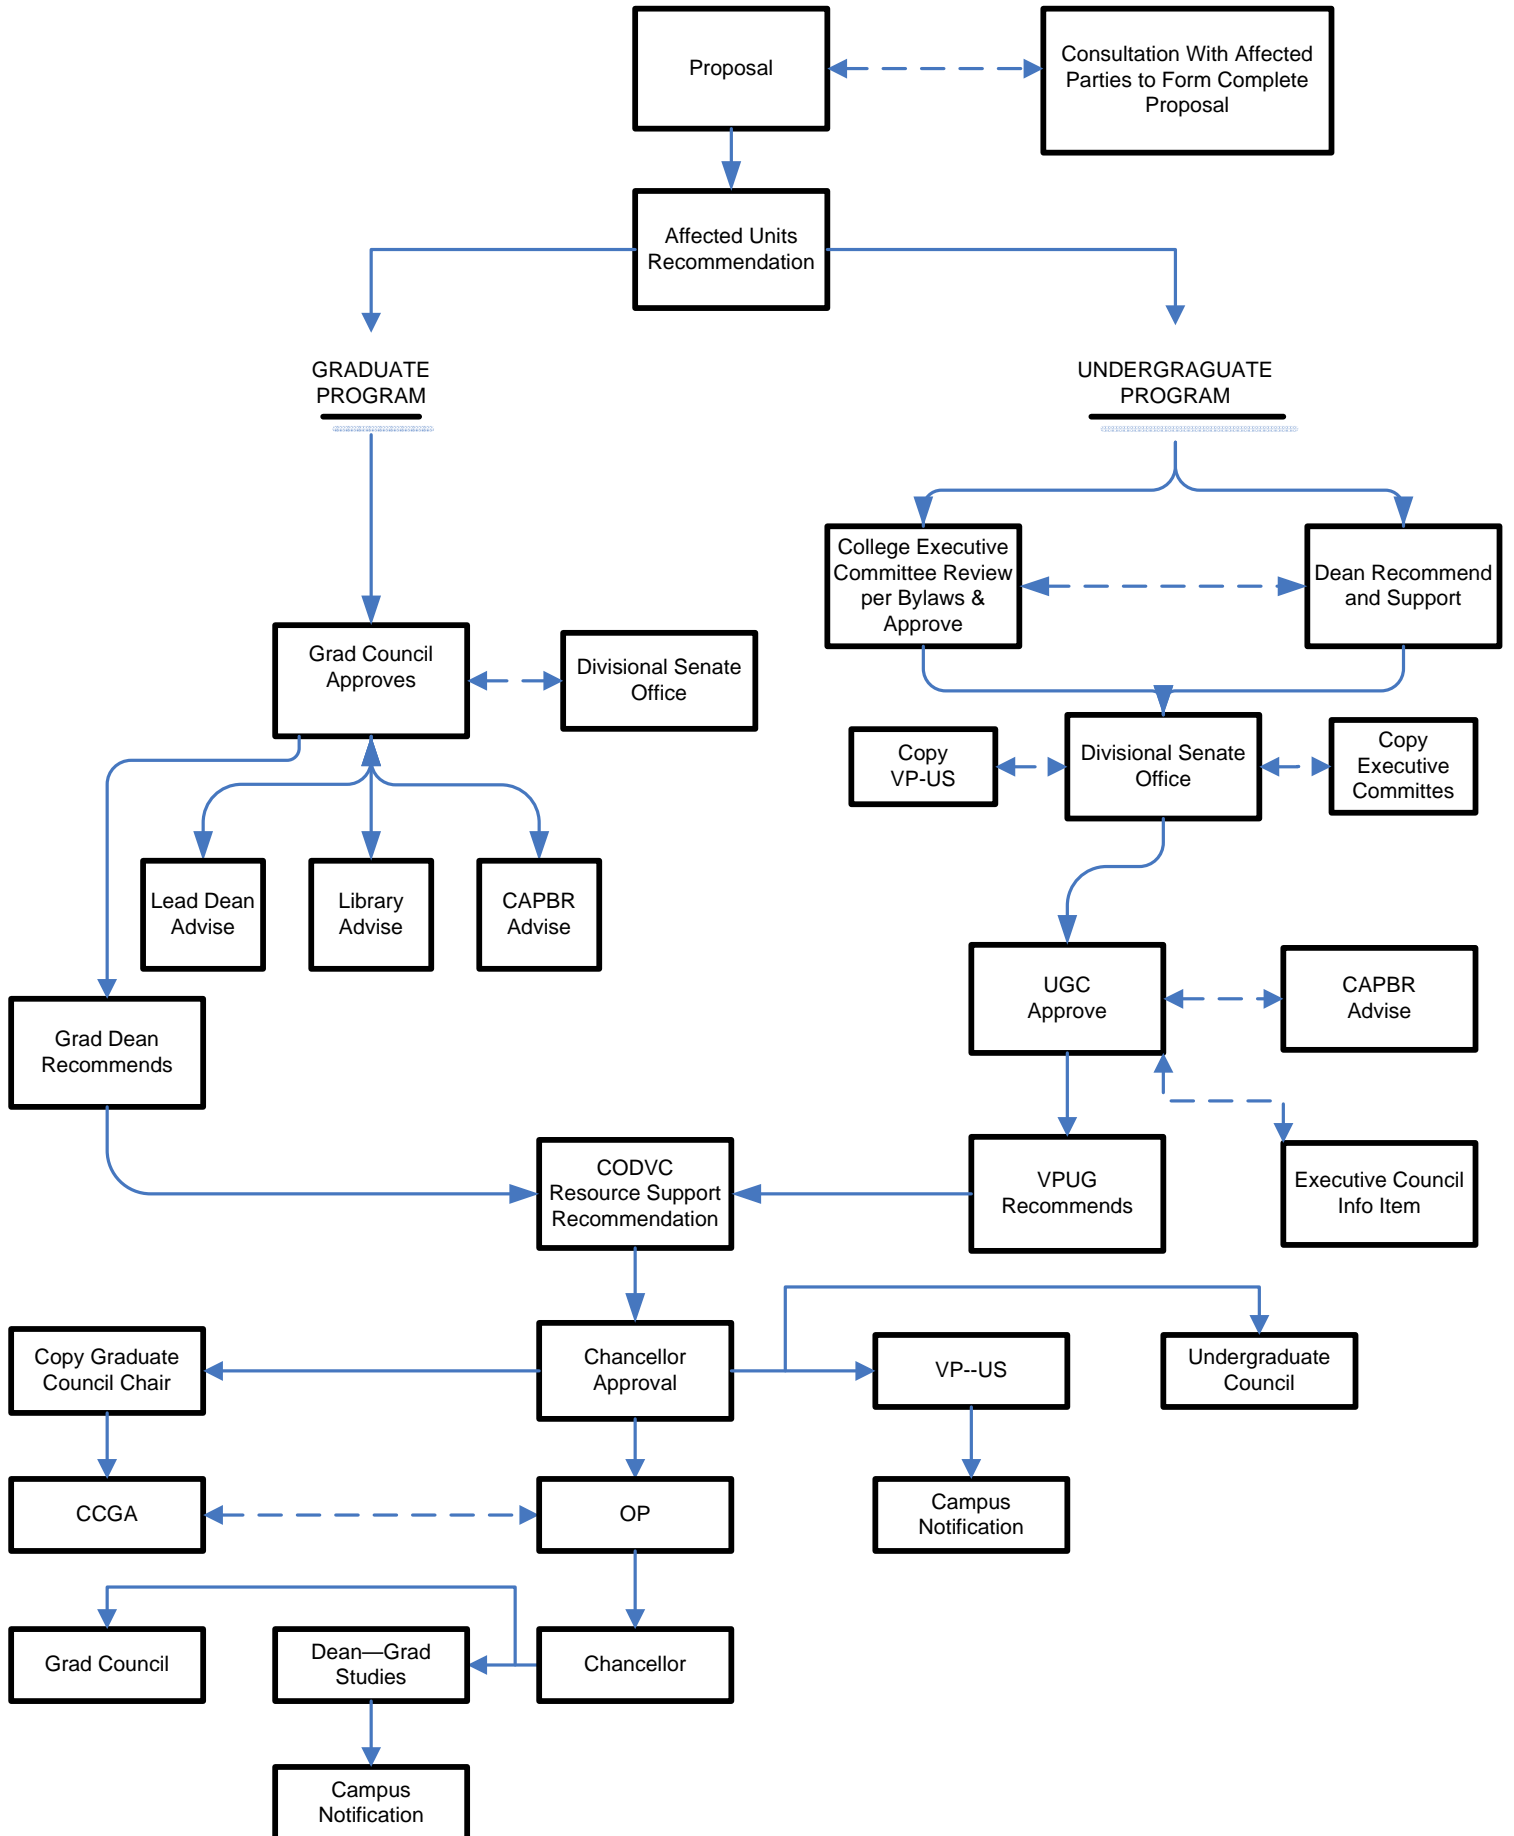 Proposal
Consultation With Affected
Parties to Form Complete
Proposal
Affected Units
Recommendation
GRADUATE
PROGRAM
UNDERGRAGUATE
PROGRAM
College Executive
Committee Review
per Bylaws &
Approve
Dean Recommend
and Support
Grad Council
Approves
Divisional Senate
Office
Copy
VP-US
Divisional Senate
Office
Copy
Executive
Committes
Lead Dean
Advise
Library
Advise
CAPBR
Advise
UGC
Approve
CAPBR
Advise
Grad Dean
Recommends
CODVC
Resource Support
Recommendation
VPUG
Recommends
Executive Council
Info Item
Copy Graduate
Council Chair
Chancellor
Approval
VP--US
Undergraduate
Council
CCGA
OP
Campus
Notification
Grad Council
Dean—Grad
Studies
Chancellor
Campus
Notification